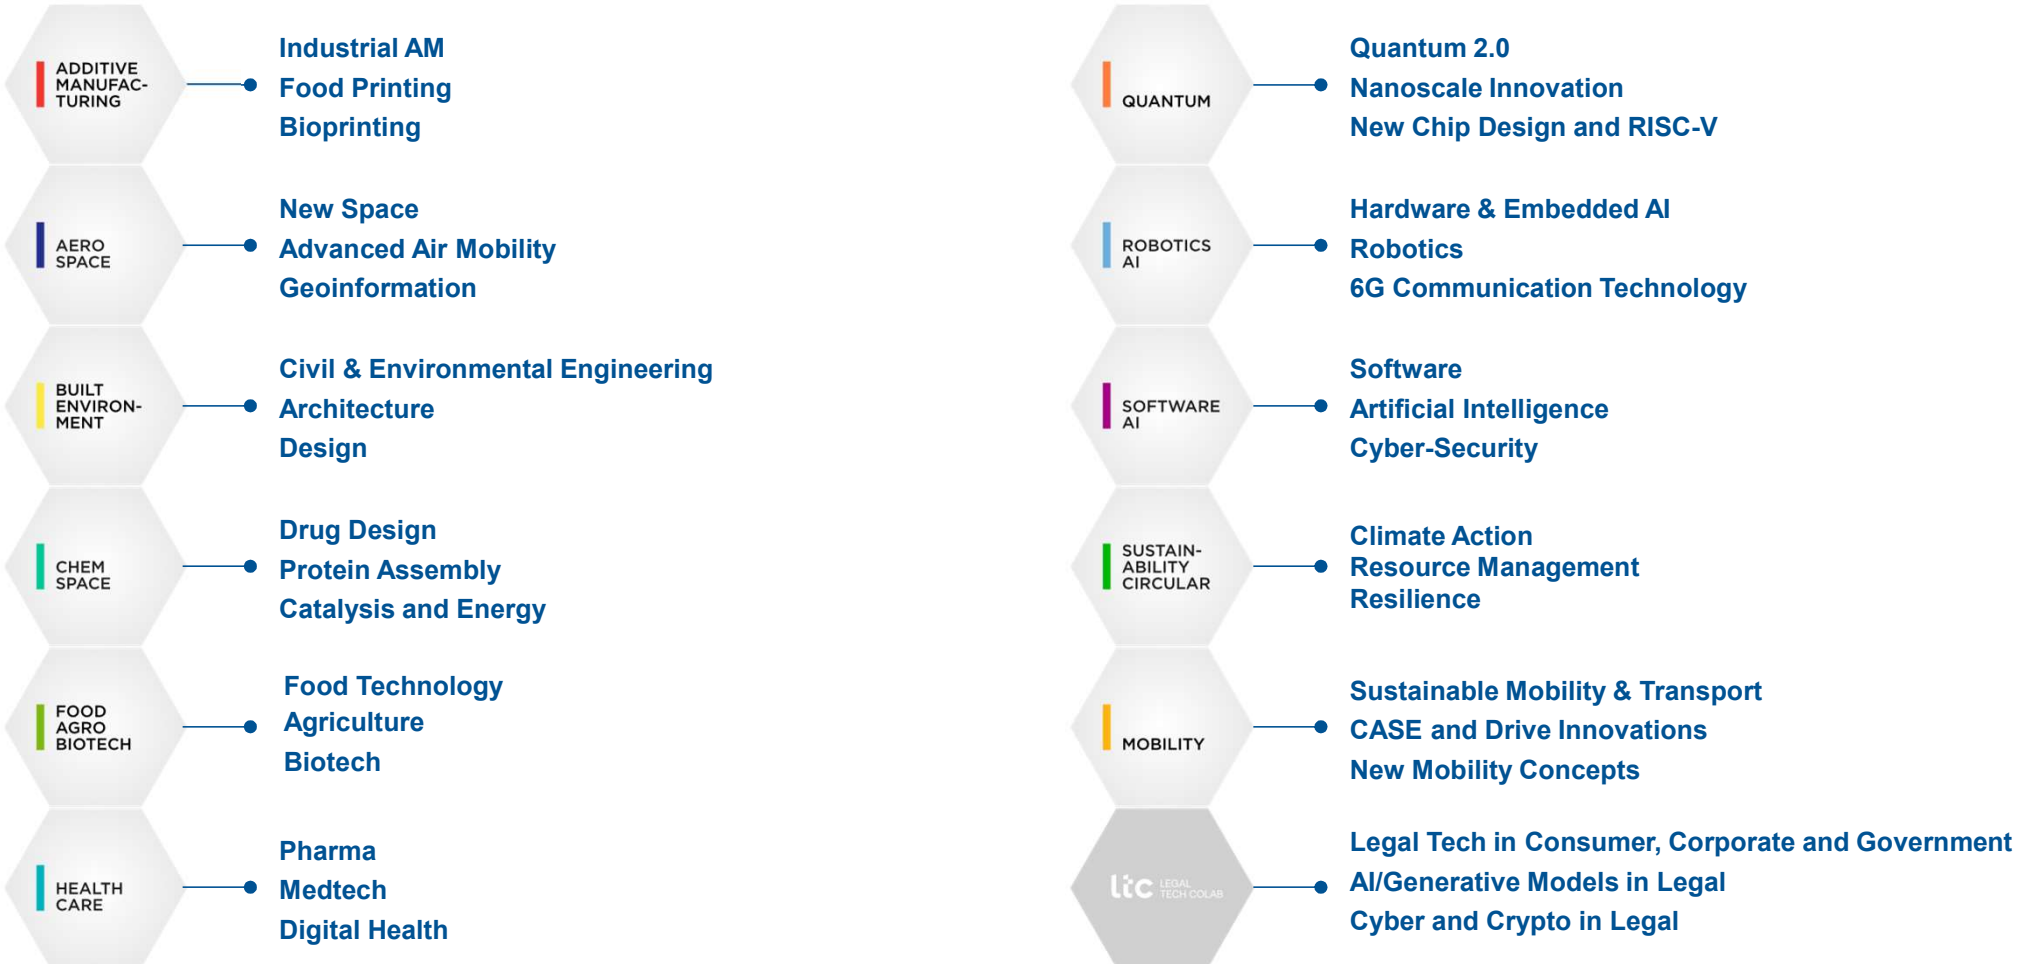 ADDITIVE
MANUFAC-
TURING
Industrial AM
Food Printing
Bioprinting
AERO
SPACE
New Space
Advanced Air Mobility
Geoinformation
BUILT
ENVIRON-
MENT
Civil & Environmental Engineering
Architecture
Design
CHEM
SPACE
Drug Design
Protein Assembly
Catalysis and Energy
FOOD
AGRO
BIOTECH
Food Technology
Agriculture
Biotech
HEALTH
CARE
Pharma
Medtech
Digital Health
QUANTUM
Quantum 2.0
Nanoscale Innovation
New Chip Design and RISC-V
ROBOTICS
AI
Hardware & Embedded AI
Robotics
6G Communication Technology
SOFTWARE
AI
Software
Artificial Intelligence
Cyber-Security
SUSTAIN-
ABILITY
CIRCULAR
Climate Action
Resource Management
Resilience
MOBILITY
Sustainable Mobility & Transport
CASE and Drive Innovations
New Mobility Concepts
ltc LEGAL
TECH COLAB
Legal Tech in Consumer, Corporate and Government
AI/Generative Models in Legal
Cyber and Crypto in Legal